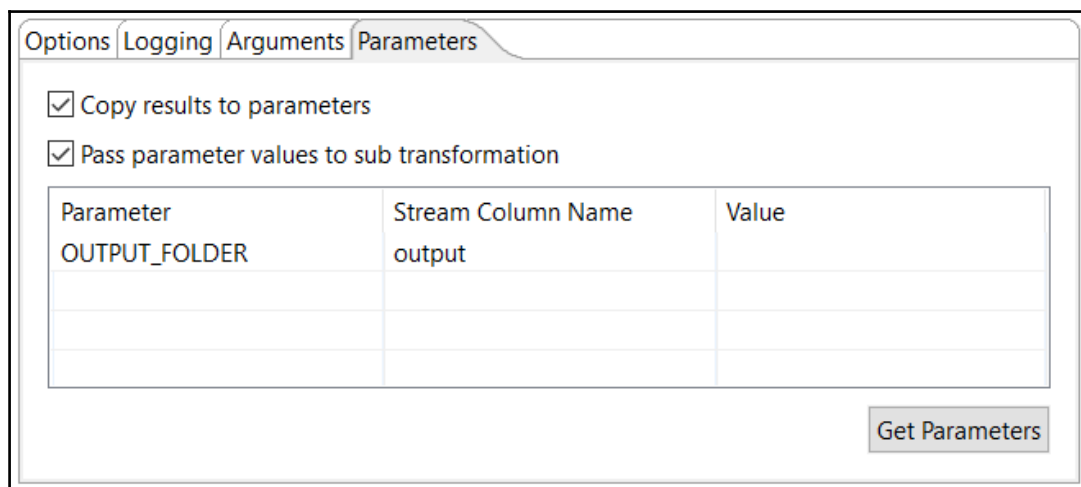 Options Logging Arguments Parameters
Copy results to parameters
Pass parameter values to sub transformation
Parameter Stream Column Name Value
OUTPUT_FOLDER output
Get Parameters